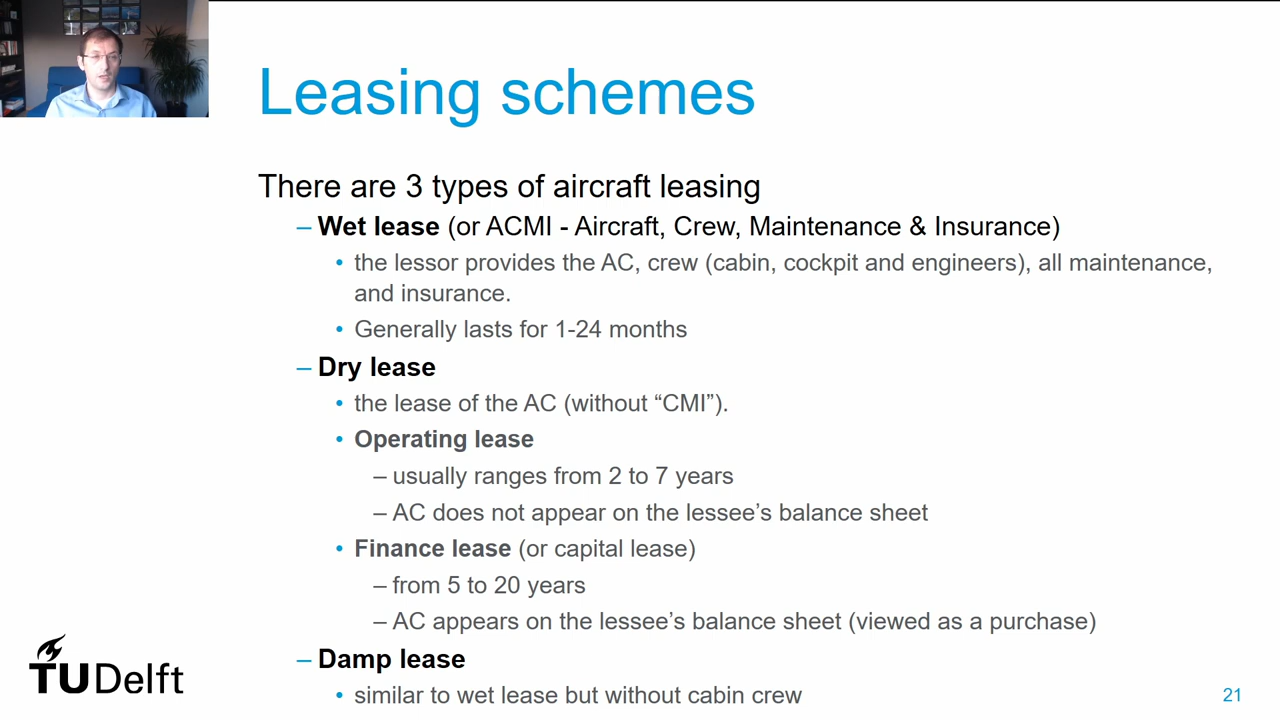 Leasing schemes
There are 3 types of aircraft leasing
– Wet lease (or ACMI - Aircraft, Crew, Maintenance & Insurance)
• the lessor provides the AC, crew (cabin, cockpit and engineers), all maintenance,
and insurance.
• Generally lasts for 1-24 months
– Dry lease
• the lease of the AC (without “CMI”).
• Operating lease
– usually ranges from 2 to 7 years
– AC does not appear on the lessee’s balance sheet
• Finance lease (or capital lease)
– from 5 to 20 years
– AC appears on the lessee’s balance sheet (viewed as a purchase)
– Damp lease
• similar to wet lease but without cabin crew
TUDelft
21